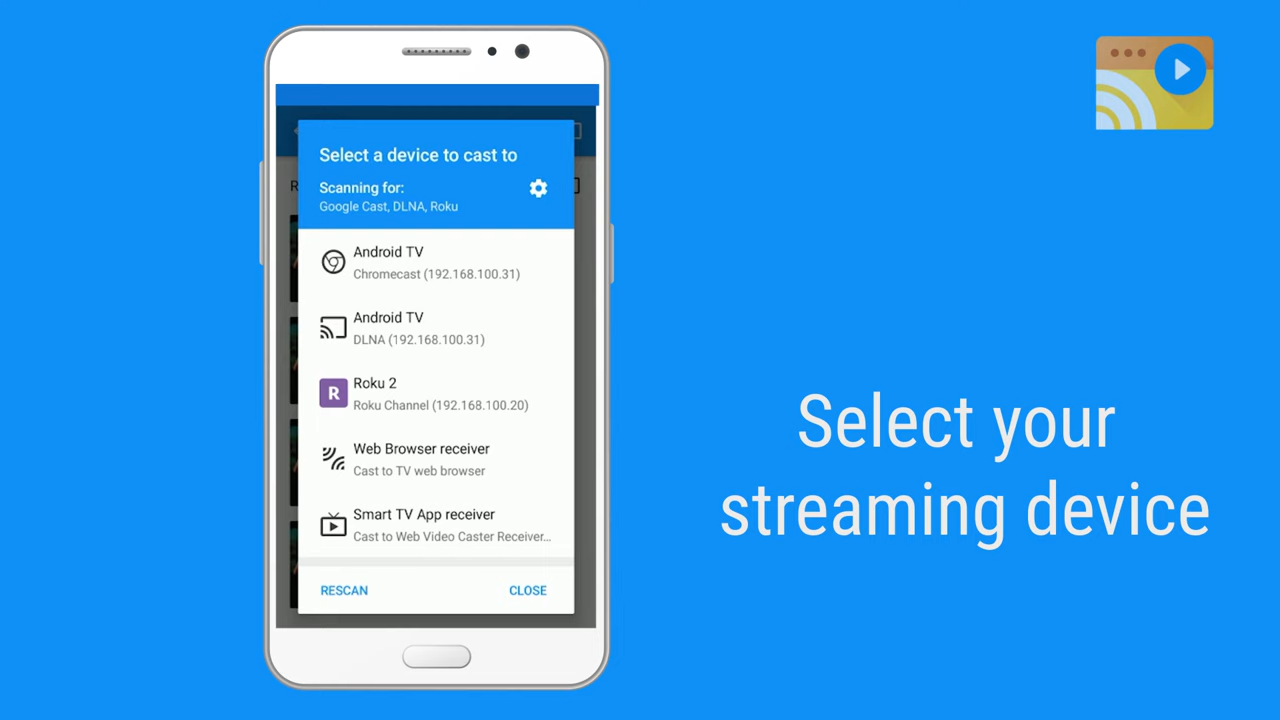 Select a device to cast to
Scanning for:
Google Cast, DLNA, Roku
R
Android TV
Chromecast (192.168.100.31)
Android TV
DLNA (192.168.100.31)
R
Roku 2
Roku Channel (192.168.100.20)
Web Browser receiver
Cast to TV web browser
Smart TV App receiver
Cast to Web Video Caster Receiver...
RESCAN
CLOSE
Select your
streaming device